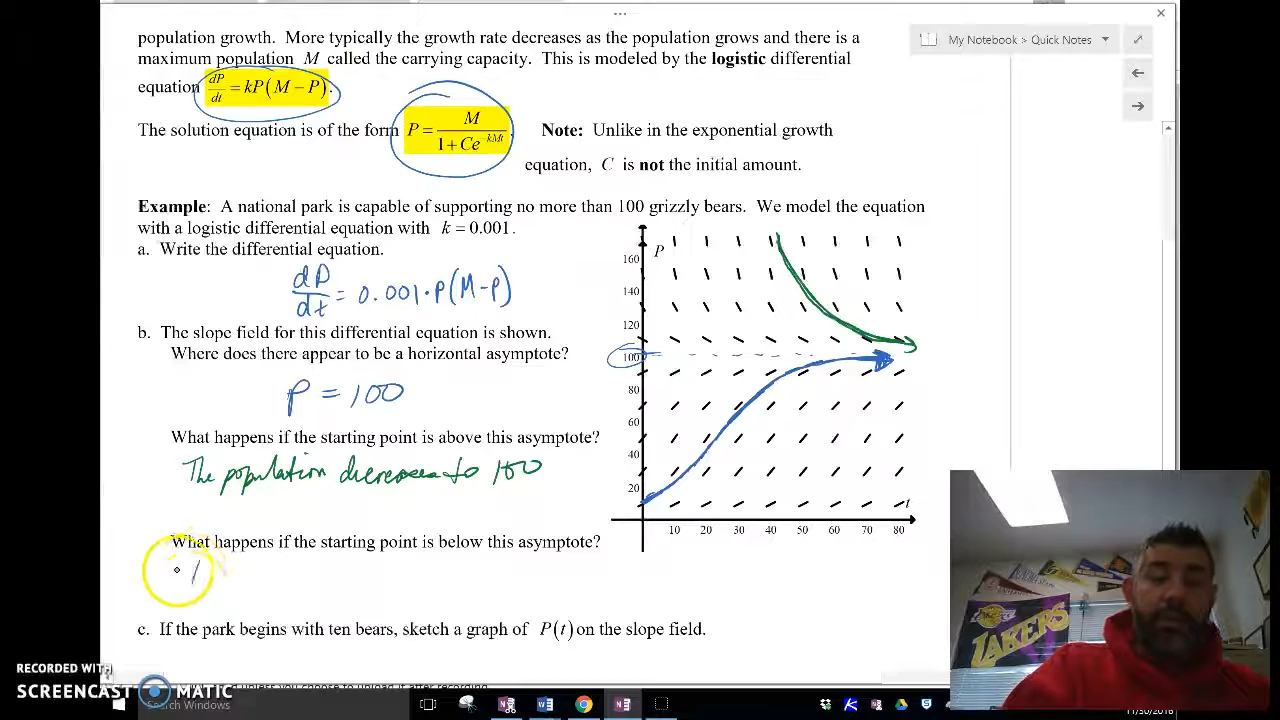 ...
My Notebook > Quick Notes
population growth. More typically the growth rate decreases as the population grows and there is a
maximum population M called the carrying capacity. This is modeled by the logistic differential
equation dP/dt = kP(M − P).
The solution equation is of the form P = M/(1 + Ce^−kMt). Note: Unlike in the exponential growth
equation, C is not the initial amount.
Example: A national park is capable of supporting no more than 100 grizzly bears. We model the equation
with a logistic differential equation with k = 0.001.
a. Write the differential equation.
dP/dt = 0.001·P(M−P)
b. The slope field for this differential equation is shown.
Where does there appear to be a horizontal asymptote?
P = 100
What happens if the starting point is above this asymptote?
The population decreases to 100
What happens if the starting point is below this asymptote?
c. If the park begins with ten bears, sketch a graph of P(t) on the slope field.
P
160
140
120
100
80
60
40
20
t
10 20 30 40 50 60 70 80
LAKERS
RECORDED WITH
SCREENCAST MATIC
Search Windows
11/30/2018